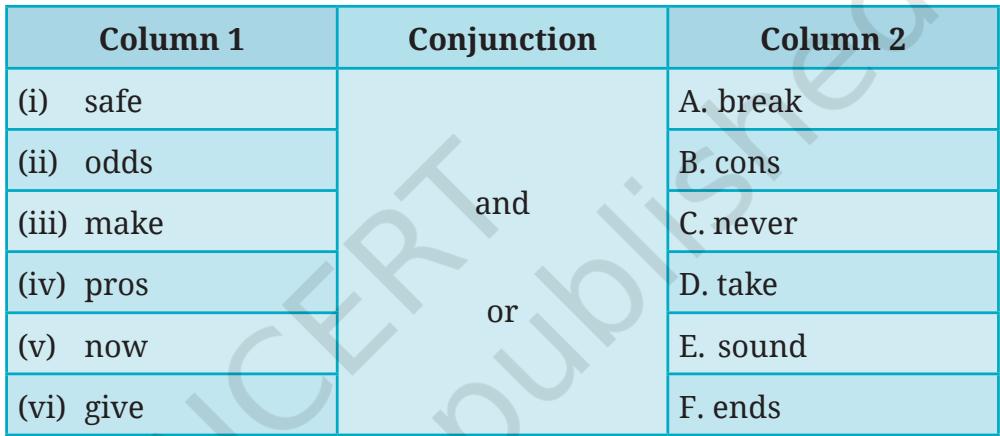 Column 1 Conjunction Column 2
(i) safe A. break
(ii) odds B. cons
and
(iii) make C. never
(iv) pros D. take
or
(v) now E. sound
(vi) give F. ends
NCERT
published